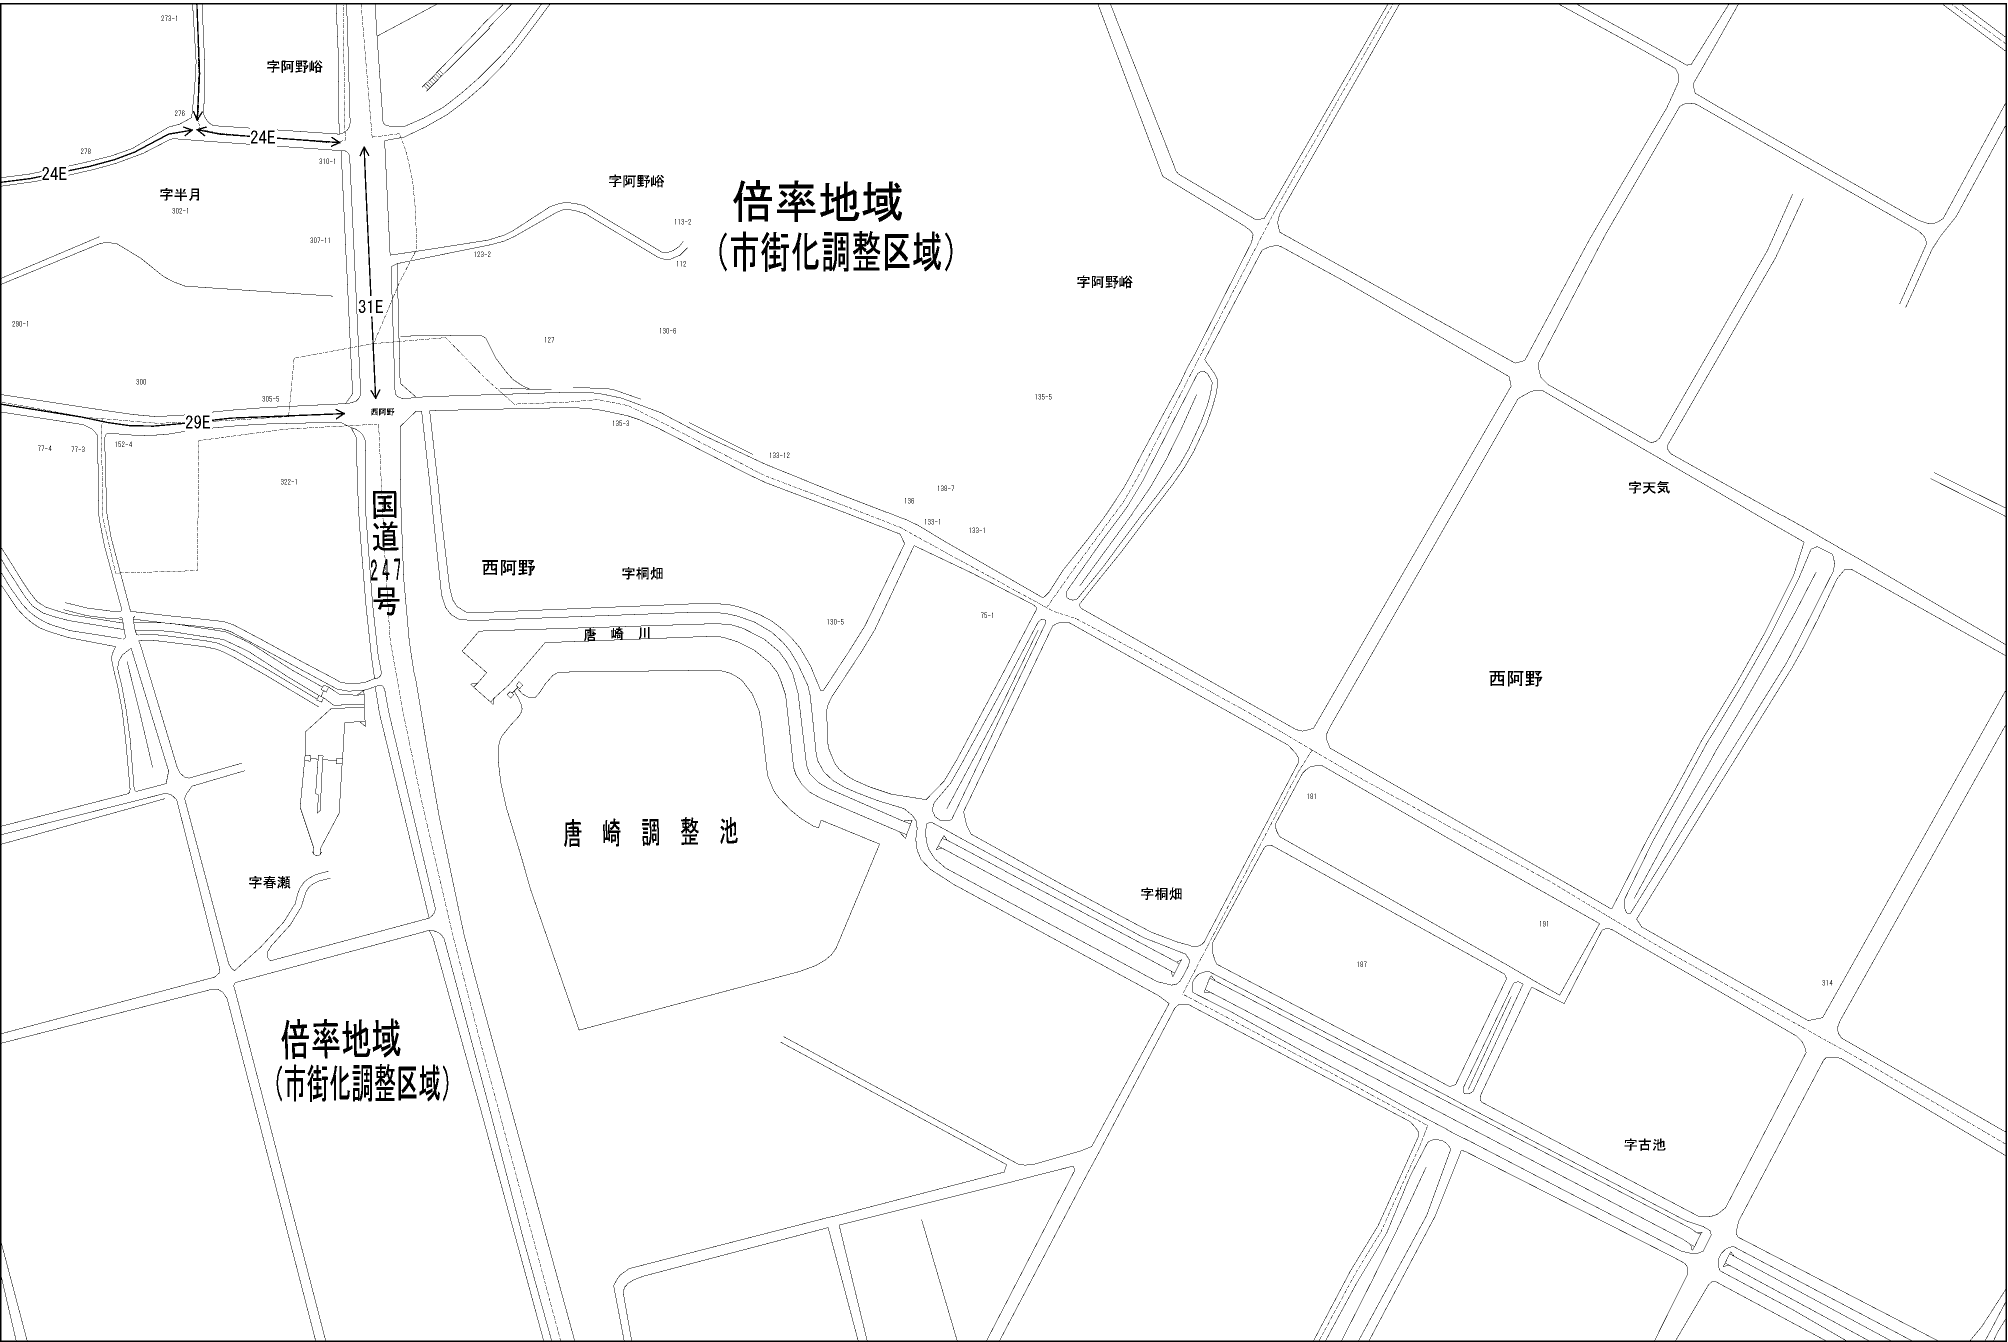 273-1
字阿野峪
276
24E
278
310-1
24E
字半月
302-1
字阿野峪
倍率地域
(市街化調整区域)
113-2
307-11
123-2
112
字阿野峪
31E
290-1
130-6
127
300
305-5
135-5
西阿野
29E
135-3
77-4
77-3
152-4
133-12
322-1
138-7
136
133-1
133-1
字天気
国道247号
西阿野
字桐畑
75-1
130-5
唐崎川
西阿野
181
唐崎調整池
字春瀬
字桐畑
191
187
314
倍率地域
(市街化調整区域)
字古池